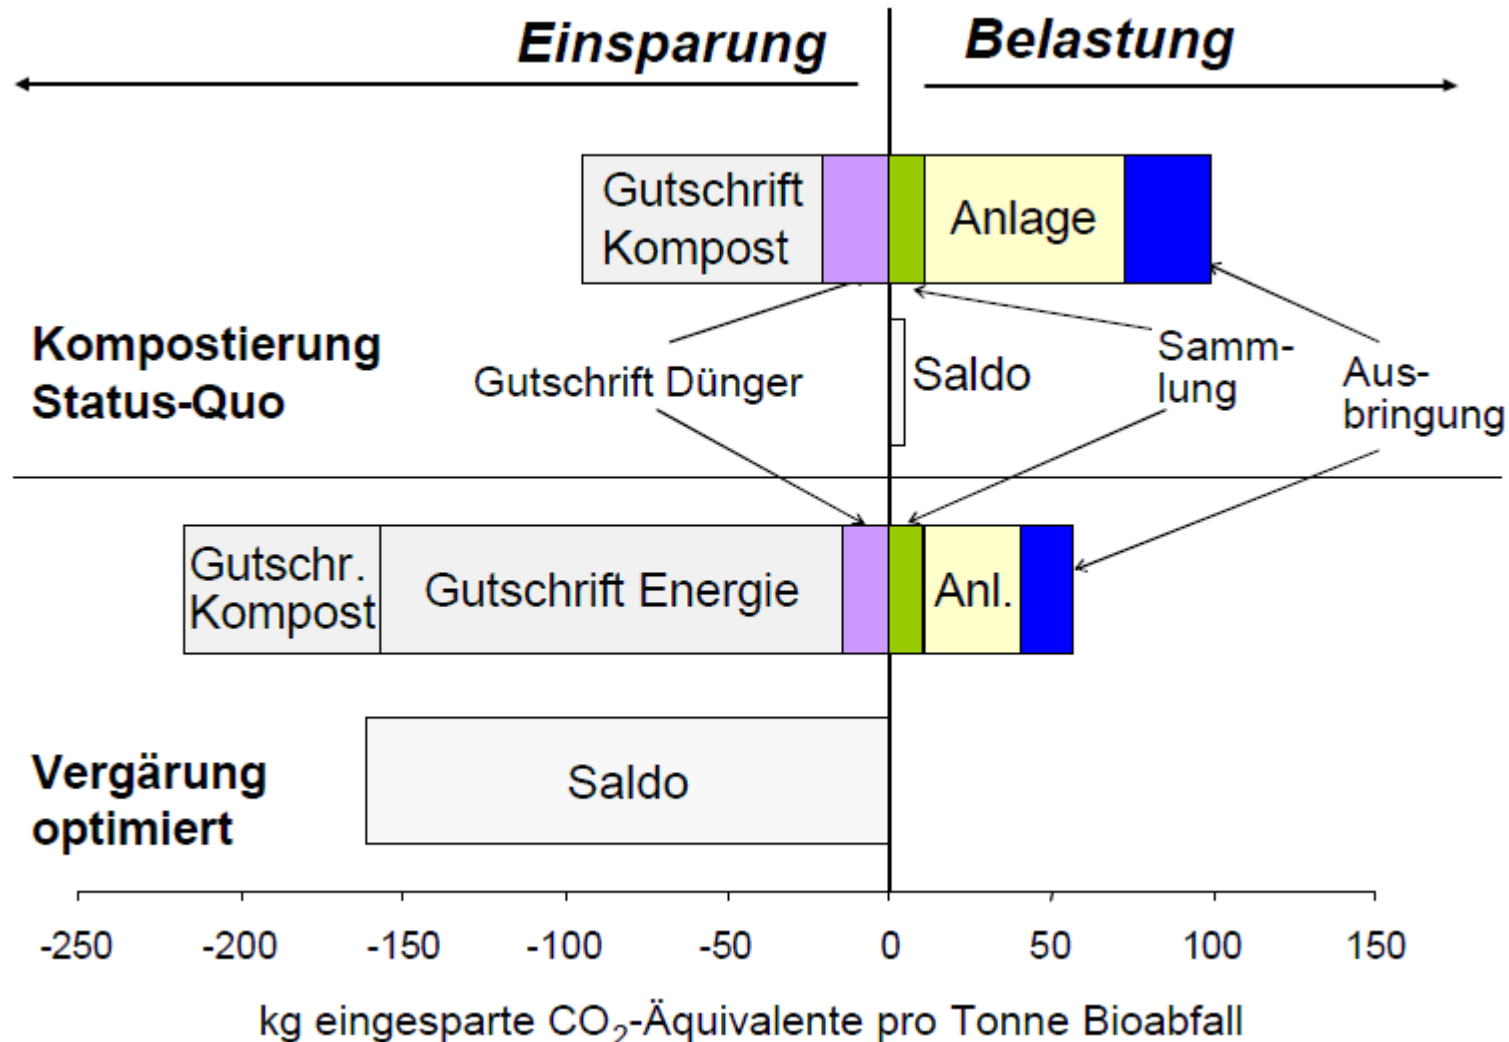 Einsparung
Belastung
Gutschrift
Kompost
Anlage
Kompostierung
Status-Quo
Gutschrift Dünger
Saldo
Samm-
lung
Aus-
bringung
Gutschr.
Kompost
Gutschrift Energie
Anl.
Vergärung
optimiert
Saldo
-250 -200 -150 -100 -50 0 50 100 150
kg eingesparte CO₂-Äquivalente pro Tonne Bioabfall